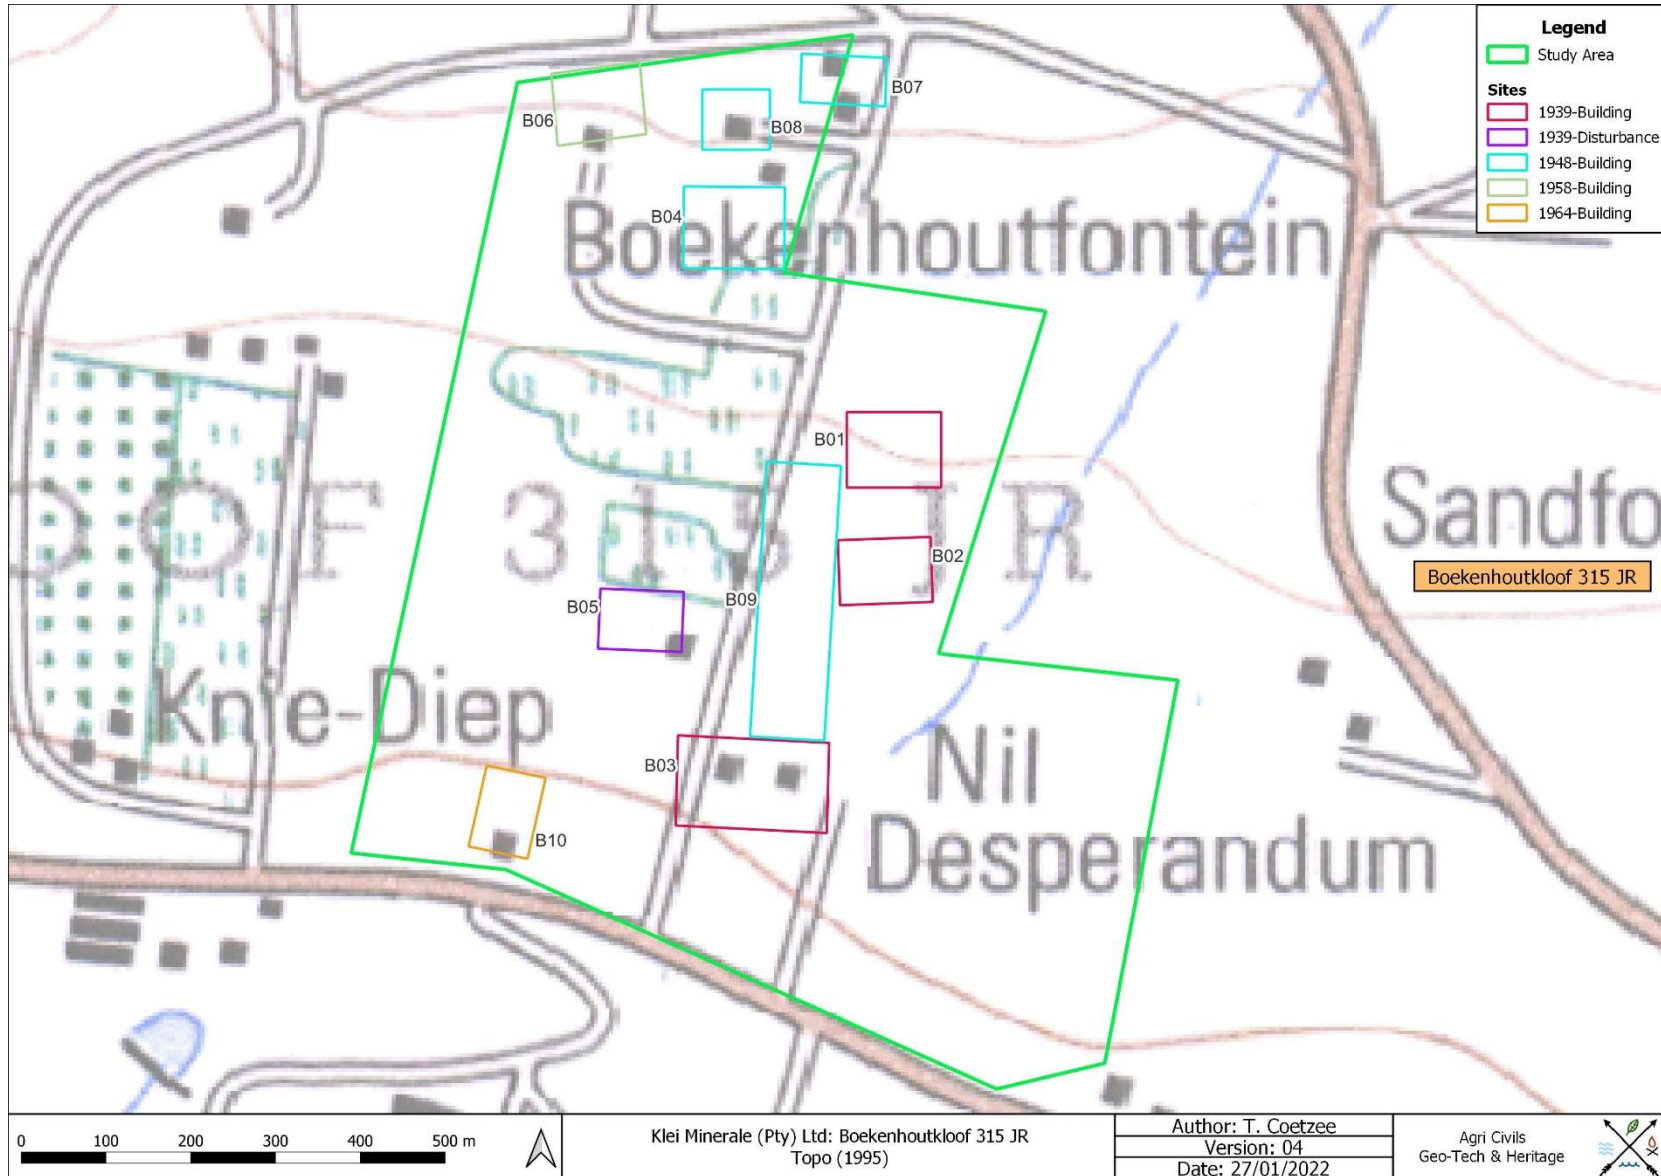 Legend
Study Area
Sites
1939-Building
1939-Disturbance
1948-Building
1958-Building
1964-Building
B07
B06
B08
B04
Boekenhoutfontein
B01
O F 315 JR
Sandfo
B02
Boekenhoutkloof 315 JR
B09
B05
Knie-Diep
B03
Nil
Desperandum
B10
0 100 200 300 400 500 m
Klei Minerale (Pty) Ltd: Boekenhoutkloof 315 JR
Topo (1995)
Author: T. Coetzee
Version: 04
Date: 27/01/2022
Agri Civils
Geo-Tech & Heritage